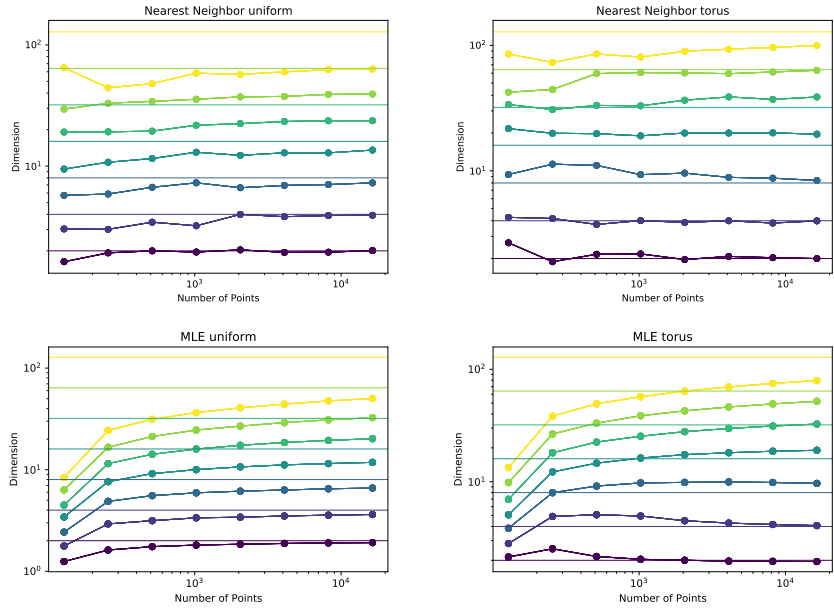 Nearest Neighbor uniform
Dimension
10²
10¹
10³
10⁴
Number of Points
Nearest Neighbor torus
Dimension
10²
10¹
10³
10⁴
Number of Points
MLE uniform
Dimension
10²
10¹
10⁰
10³
10⁴
Number of Points
MLE torus
Dimension
10²
10¹
10³
10⁴
Number of Points